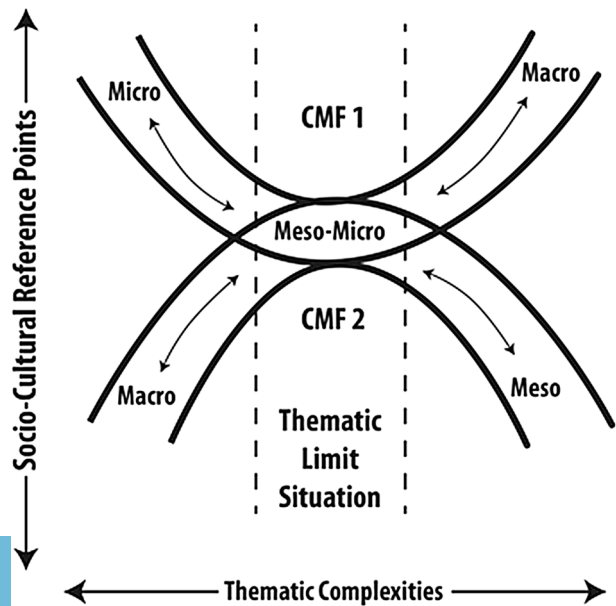 Micro
Macro
CMF 1
Meso-Micro
CMF 2
Macro
Meso
Thematic
Limit
Situation
Socio-Cultural Reference Points
Thematic Complexities